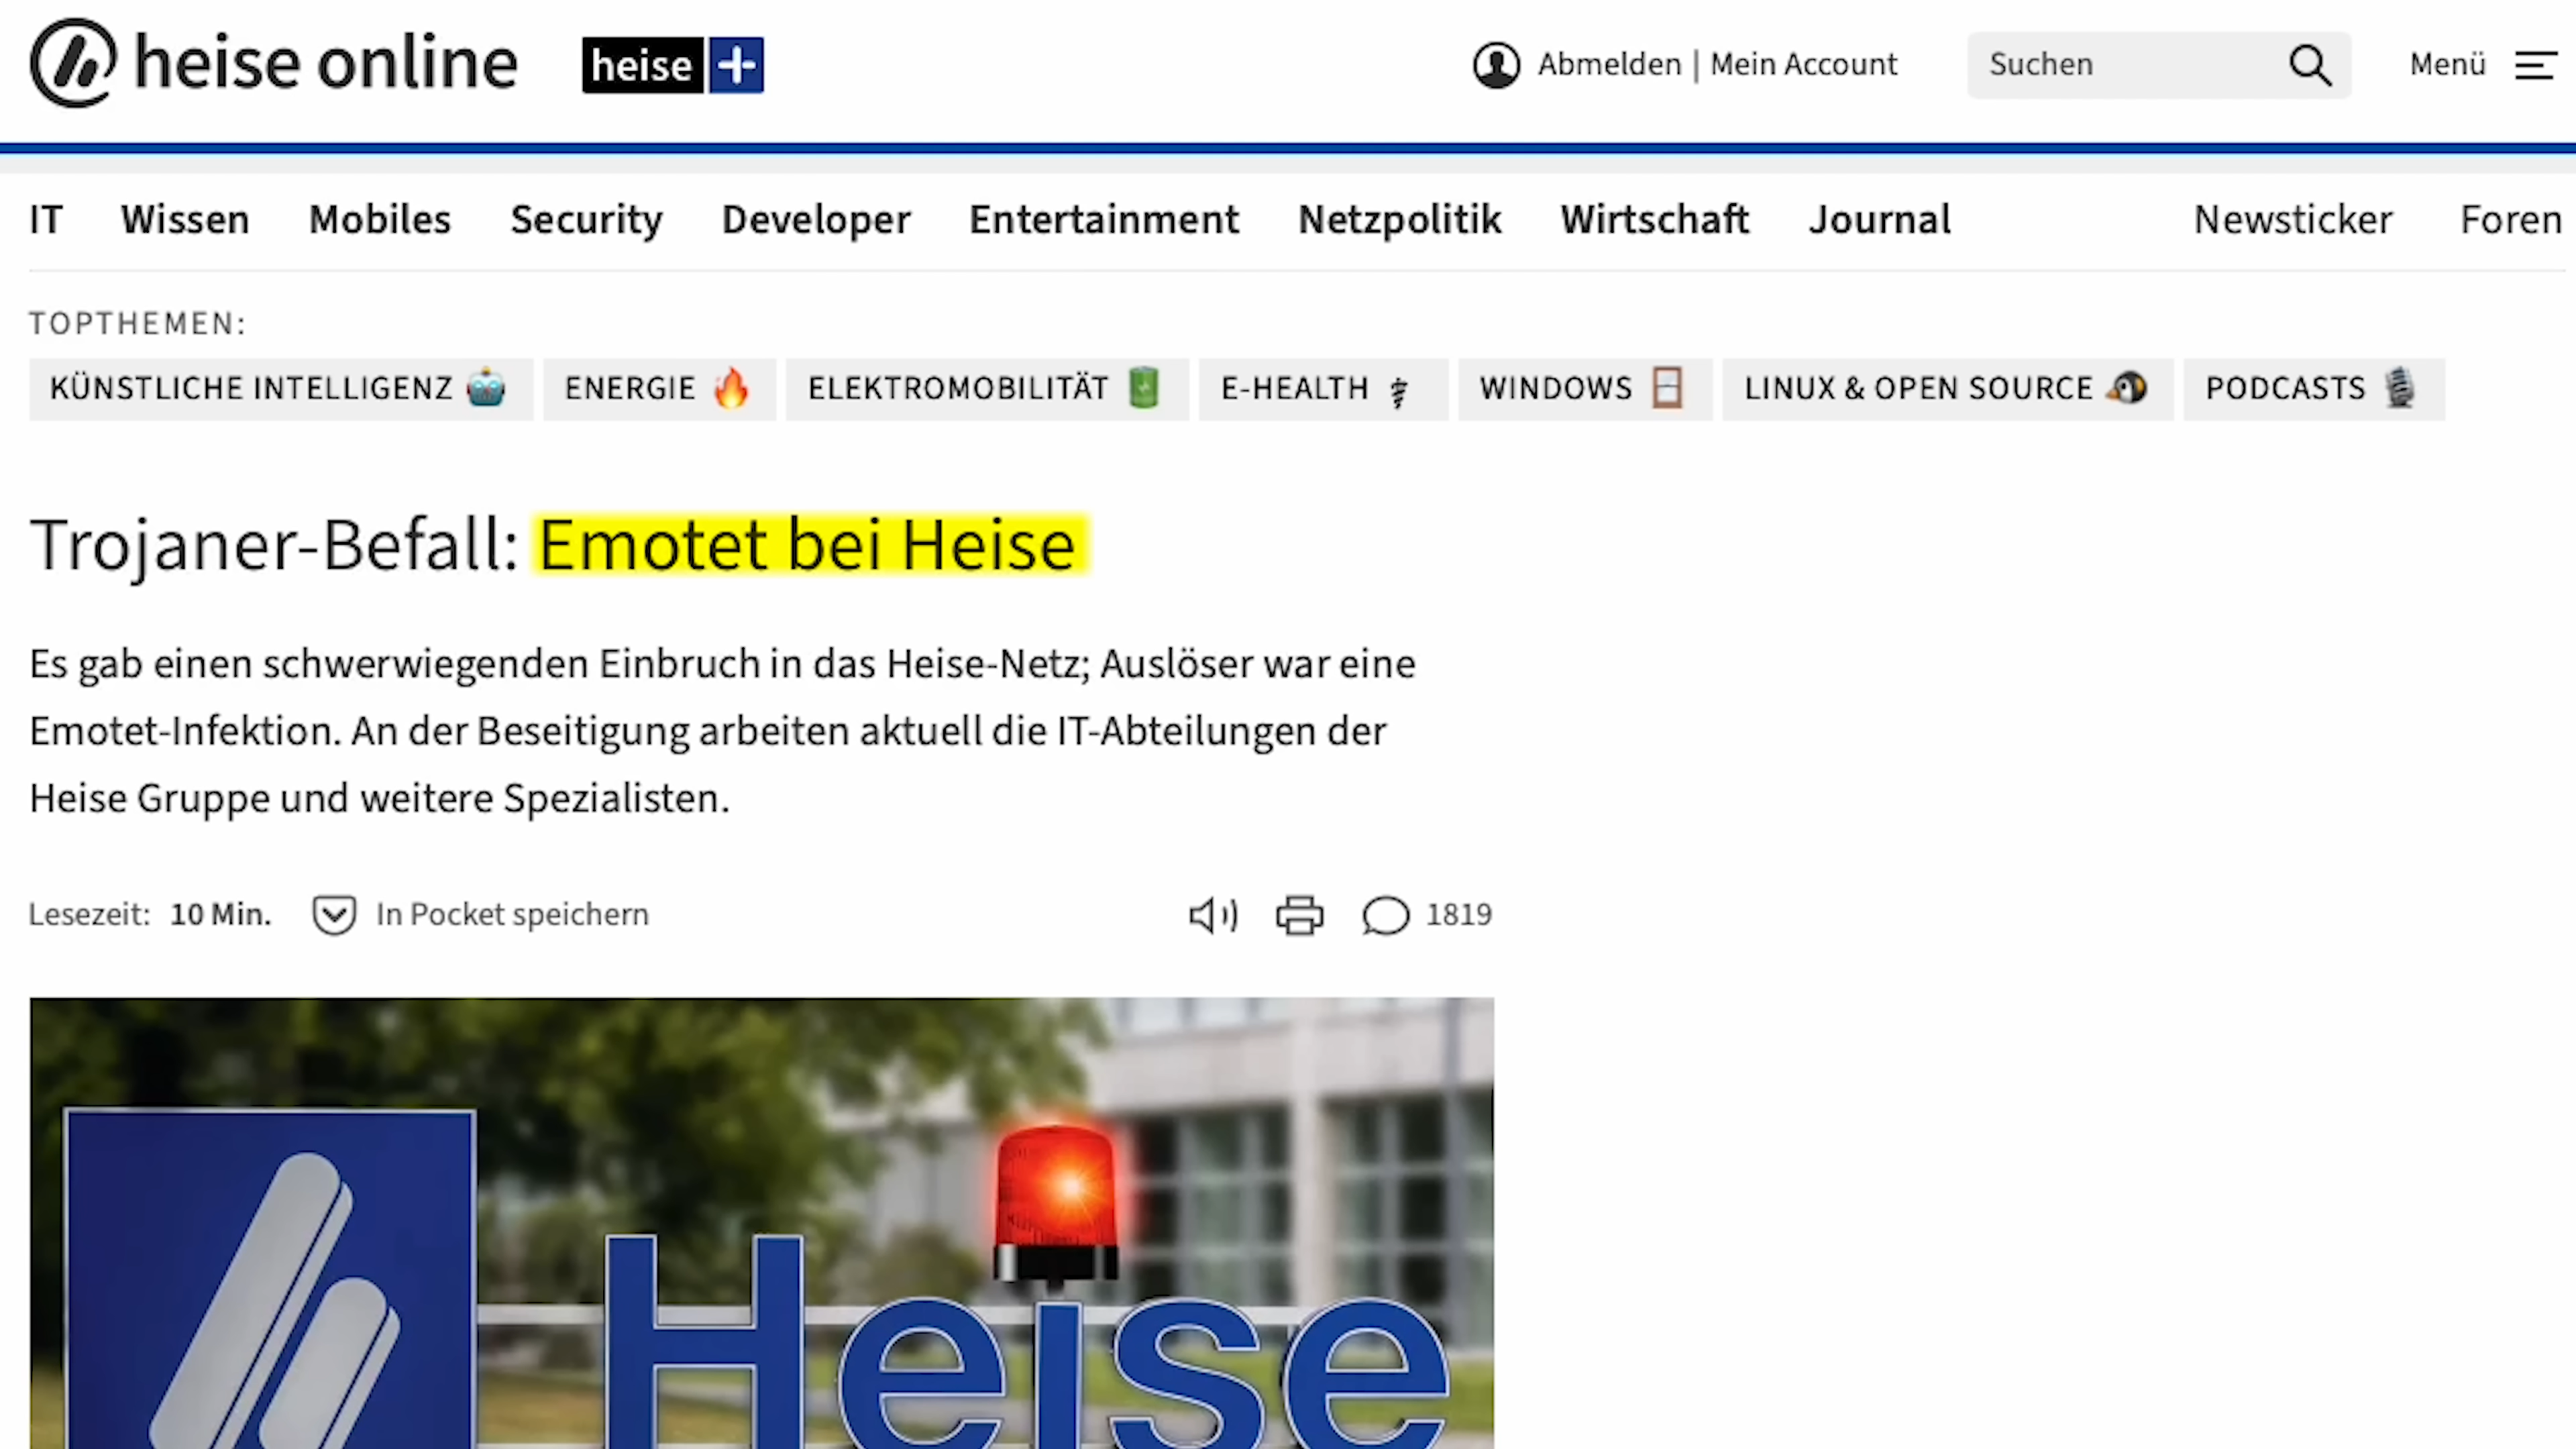 heise online
heise +
Abmelden | Mein Account
Suchen
Menü
IT Wissen Mobiles Security Developer Entertainment Netzpolitik Wirtschaft Journal Newsticker Foren
TOPTHEMEN:
KÜNSTLICHE INTELLIGENZ ENERGIE ELEKTROMOBILITÄT E-HEALTH WINDOWS LINUX & OPEN SOURCE PODCASTS
Trojaner-Befall: Emotet bei Heise
Es gab einen schwerwiegenden Einbruch in das Heise-Netz; Auslöser war eine
Emotet-Infektion. An der Beseitigung arbeiten aktuell die IT-Abteilungen der
Heise Gruppe und weitere Spezialisten.
Lesezeit: 10 Min. In Pocket speichern 1819
Heise